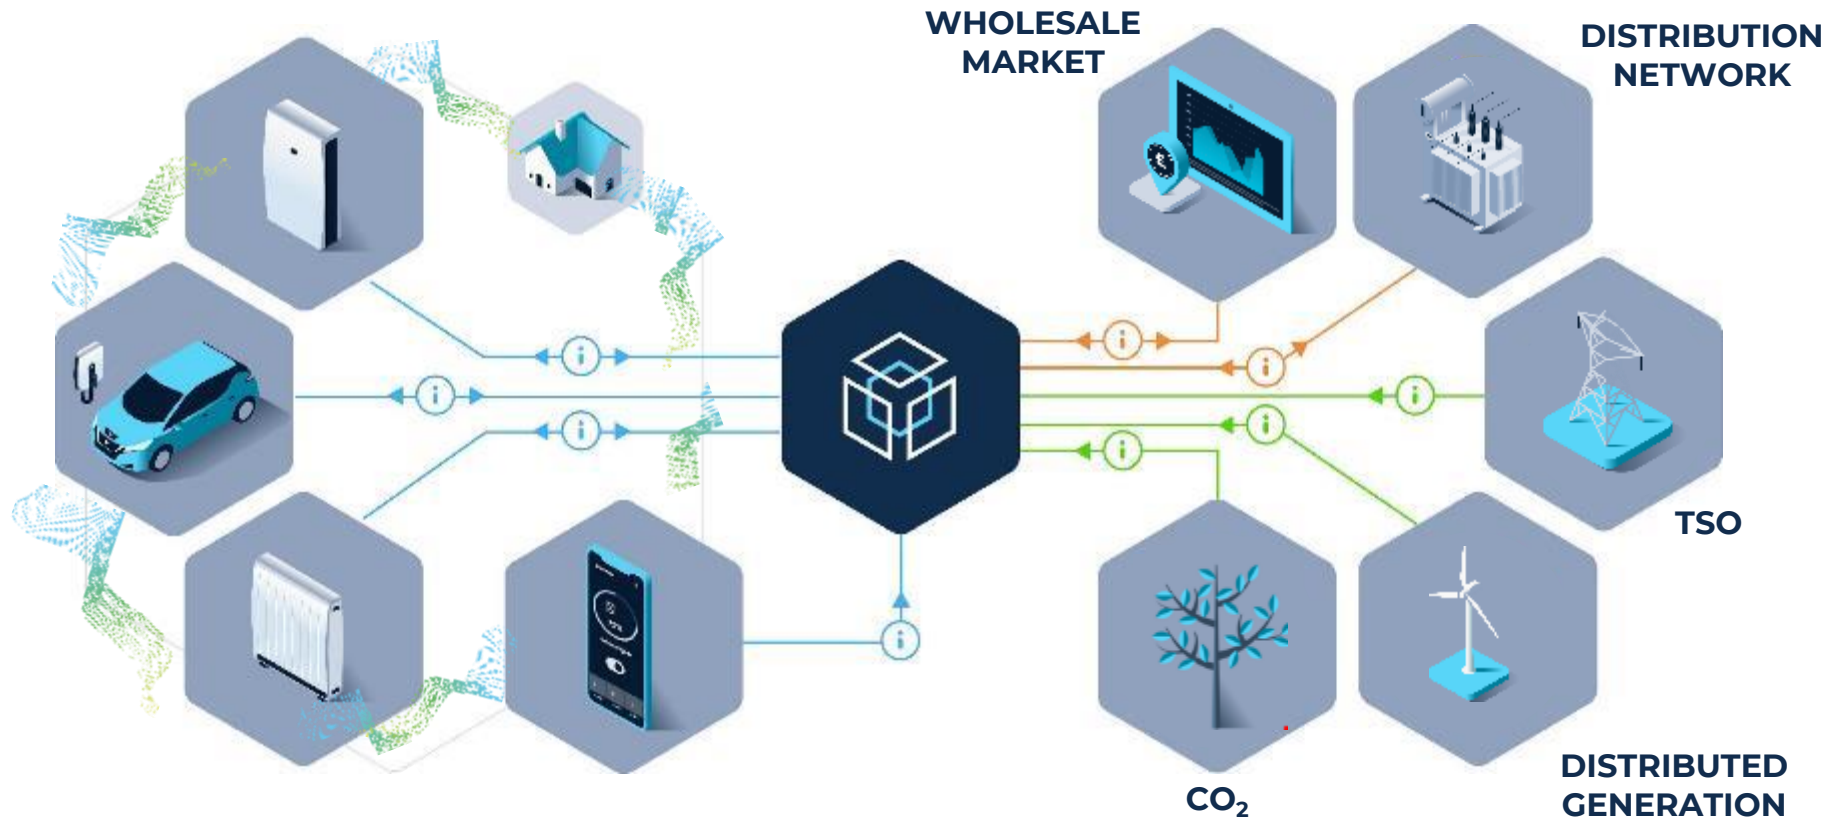 WHOLESALE
MARKET
DISTRIBUTION
NETWORK
i
i
i
i
i
i
i
i
i
TSO
CO₂
DISTRIBUTED
GENERATION